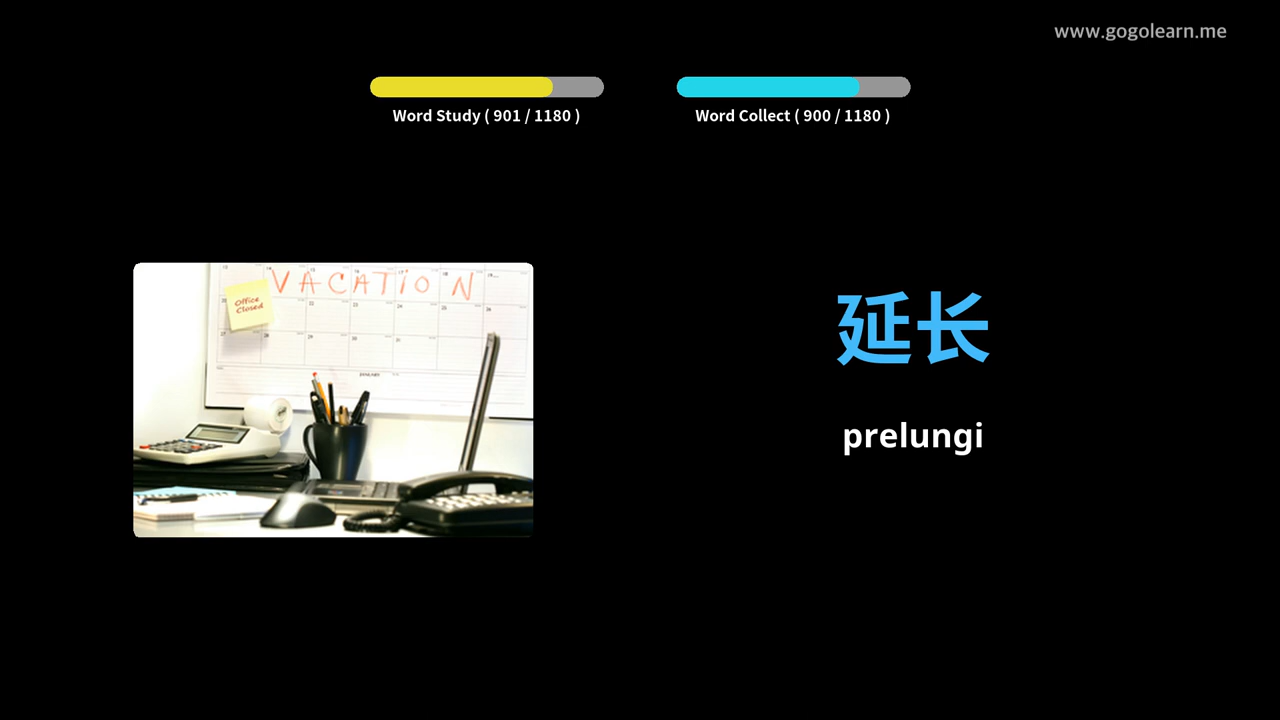 www.gogolearn.me
Word Study ( 901 / 1180 )
Word Collect ( 900 / 1180 )
VACATION
Office
Closed
延长
prelungi